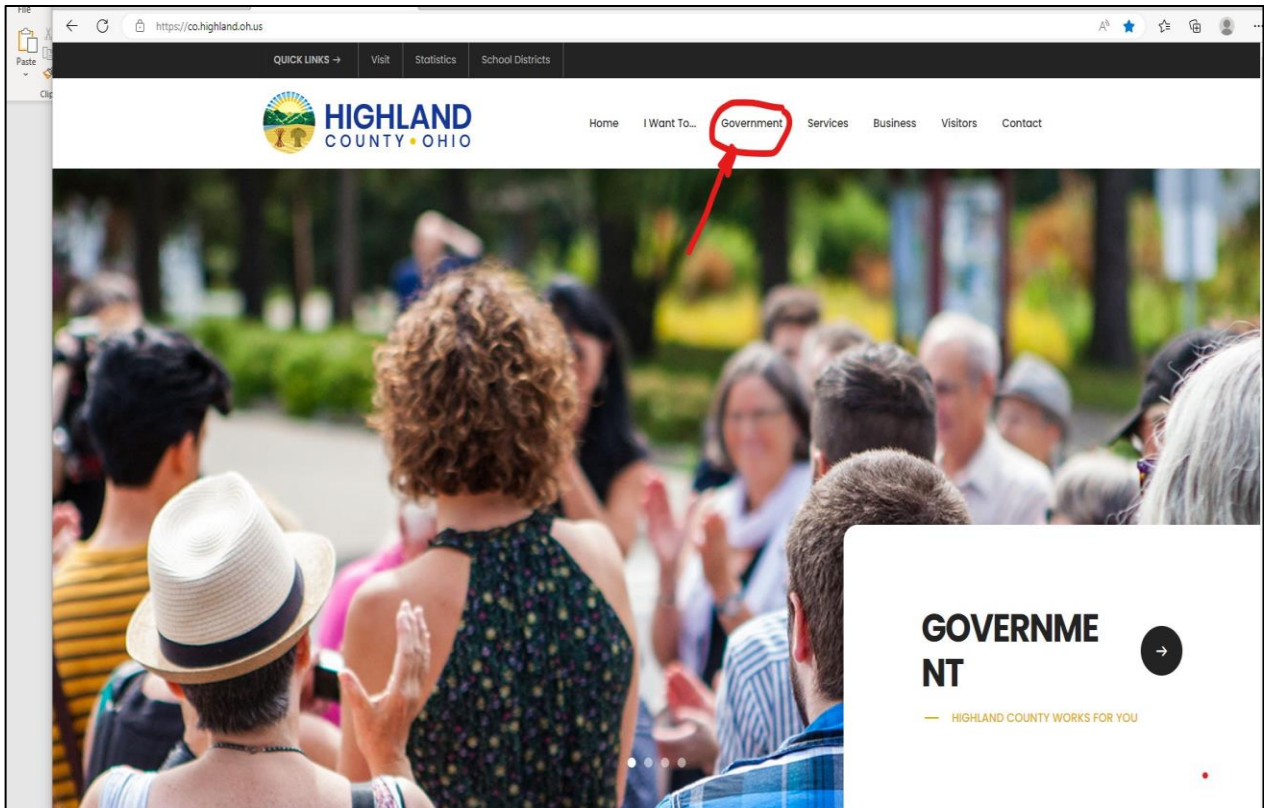 File
Paste
Clip
https://co.highland.oh.us
QUICK LINKS → Visit Statistics School Districts
HIGHLAND
COUNTY • OHIO
Home I Want To... Government Services Business Visitors Contact
GOVERNME
NT
— HIGHLAND COUNTY WORKS FOR YOU